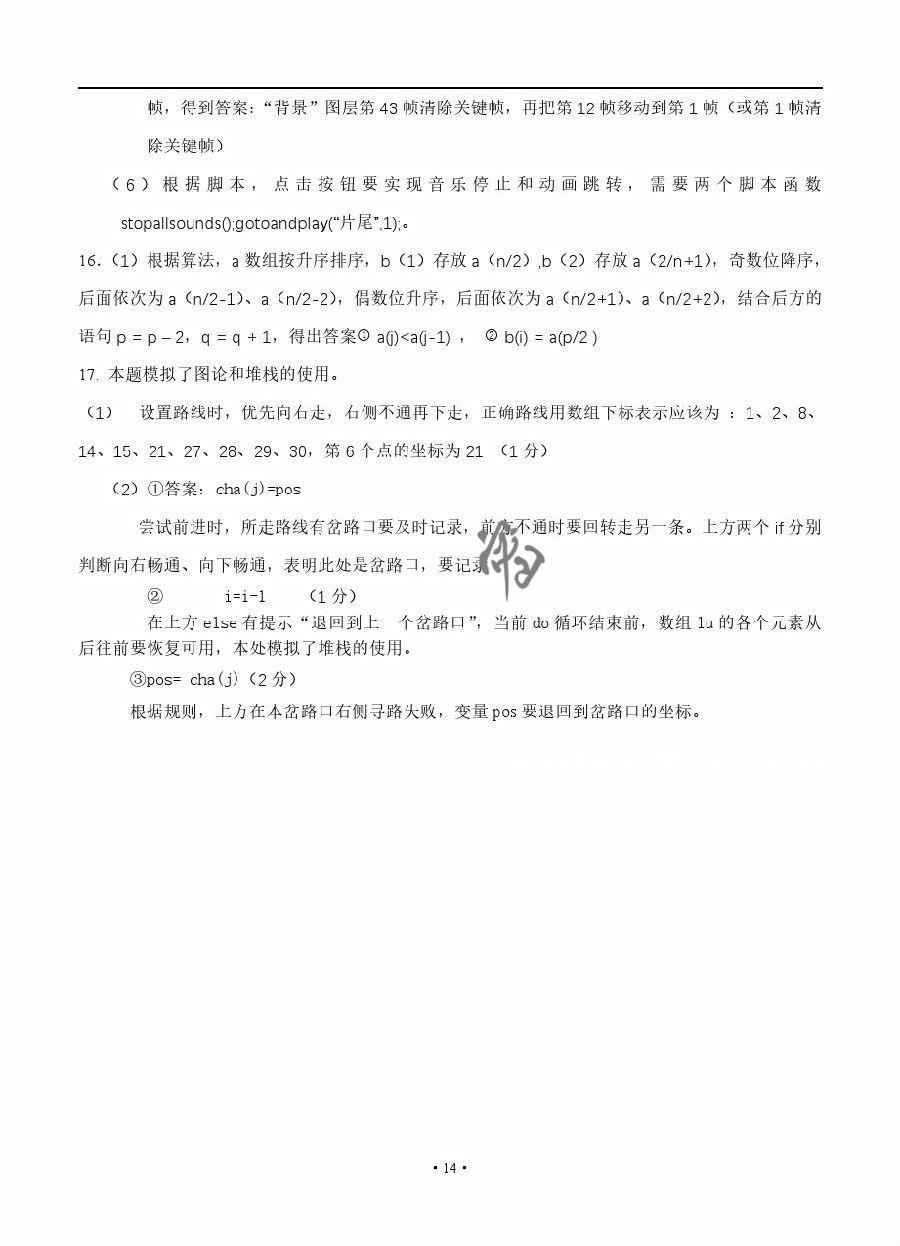 帧，得到答案：“背景”图层第 43 帧清除关键帧，再把第 12 帧移动到第 1 帧（或第 1 帧清
除关键帧）
（6）根据脚本，点击按钮要实现音乐停止和动画跳转，需要两个脚本函数
stopallsounds();gotoandplay(“片尾”,1);。
16.（1）根据算法，a 数组按升序排序，b（1）存放 a（n/2）,b（2）存放 a（2/n+1），奇数位降序，
后面依次为 a（n/2-1）、a（n/2-2），偶数位升序，后面依次为 a（n/2+1）、a（n/2+2），结合后方的
语句 p = p – 2，q = q + 1，得出答案① a(j)<a(j-1) ， ② b(i) = a(p/2 )
17. 本题模拟了图论和堆栈的使用。
（1） 设置路线时，优先向右走，右侧不通再下走，正确路线用数组下标表示应该为 ：1、2、8、
14、15、21、27、28、29、30，第 6 个点的坐标为 21 （1 分）
（2）①答案：cha(j)=pos
尝试前进时，所走路线有岔路口要及时记录，前方不通时要回转走另一条。上方两个 if 分别
判断向右畅通、向下畅通，表明此处是岔路口，要记录
② i=i-1 （1 分）
在上方 else 有提示“退回到上 个岔路口”，当前 do 循环结束前，数组 lu 的各个元素从
后往前要恢复可用，本处模拟了堆栈的使用。
③pos= cha(j)（2 分）
根据规则，上方在本岔路口右侧寻路失败，变量 pos 要退回到岔路口的坐标。
· 14 ·